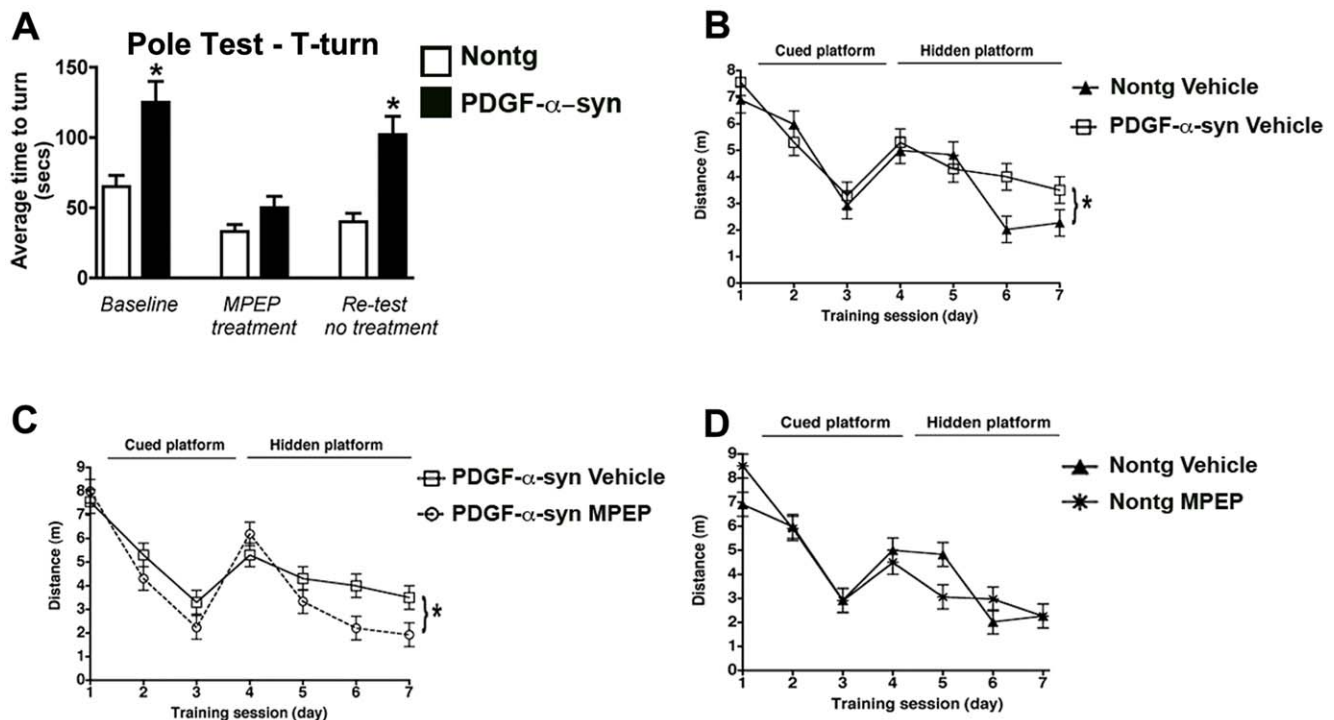 A
Pole Test - T-turn
Nontg
PDGF-α-syn
Average time to turn
(secs)
150
100
50
0
*
*
Baseline
MPEP
treatment
Re-test
no treatment
B
Cued platform
Hidden platform
Nontg Vehicle
PDGF-α-syn Vehicle
Distance (m)
8
7
6
5
4
3
2
1
0
}*
1 2 3 4 5 6 7
Training session (day)
C
Cued platform
Hidden platform
PDGF-α-syn Vehicle
PDGF-α-syn MPEP
Distance (m)
9
8
7
6
5
4
3
2
1
0
}*
1 2 3 4 5 6 7
Training session (day)
D
Cued platform
Hidden platform
Nontg Vehicle
Nontg MPEP
Distance (m)
9
8
7
6
5
4
3
2
1
0
1 2 3 4 5 6 7
Training session (day)